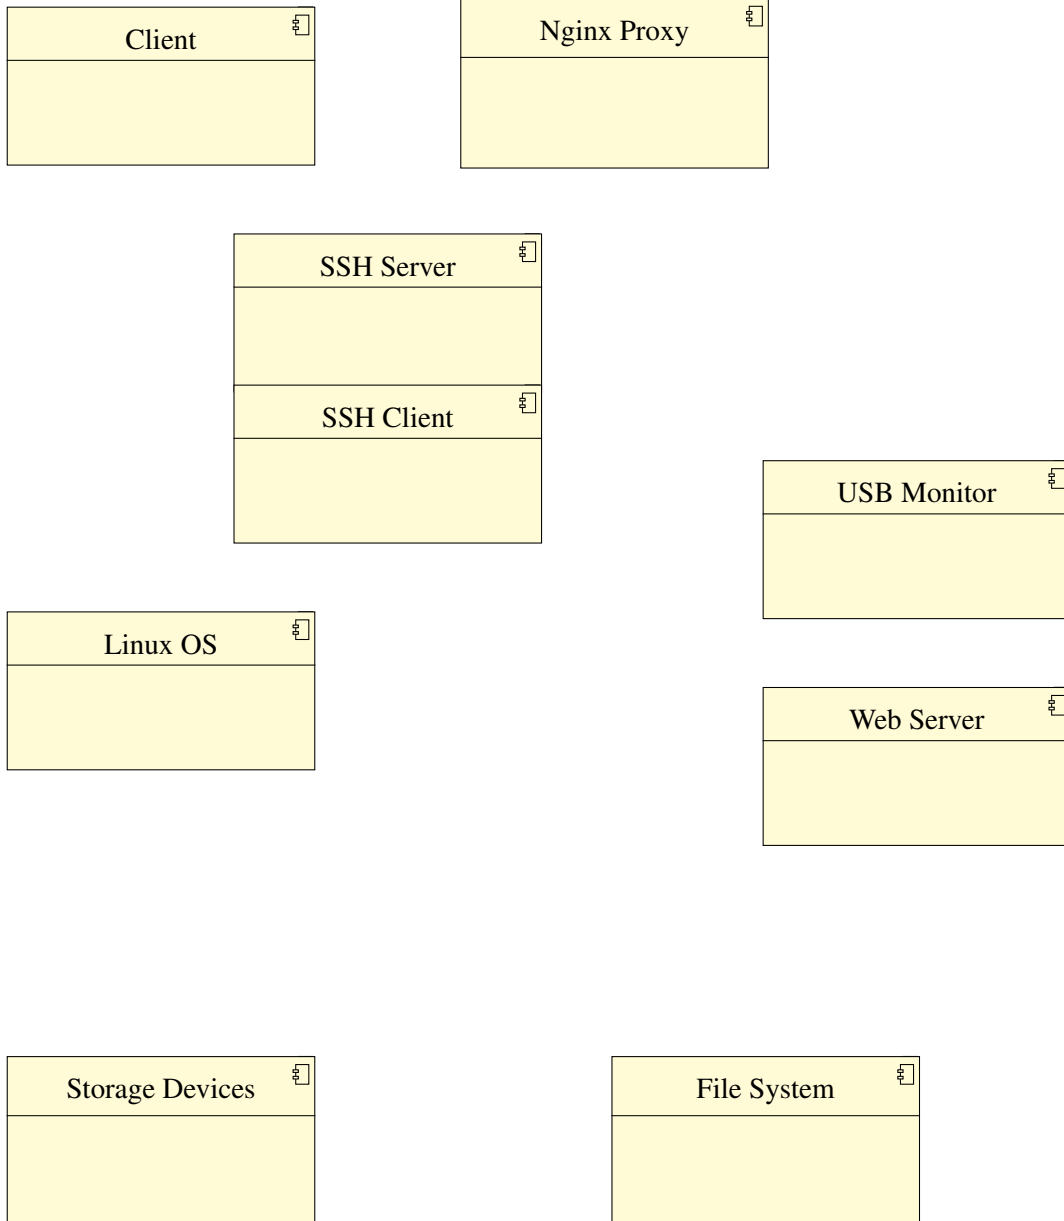 Client
Nginx Proxy
SSH Server
SSH Client
USB Monitor
Linux OS
Web Server
Storage Devices
File System